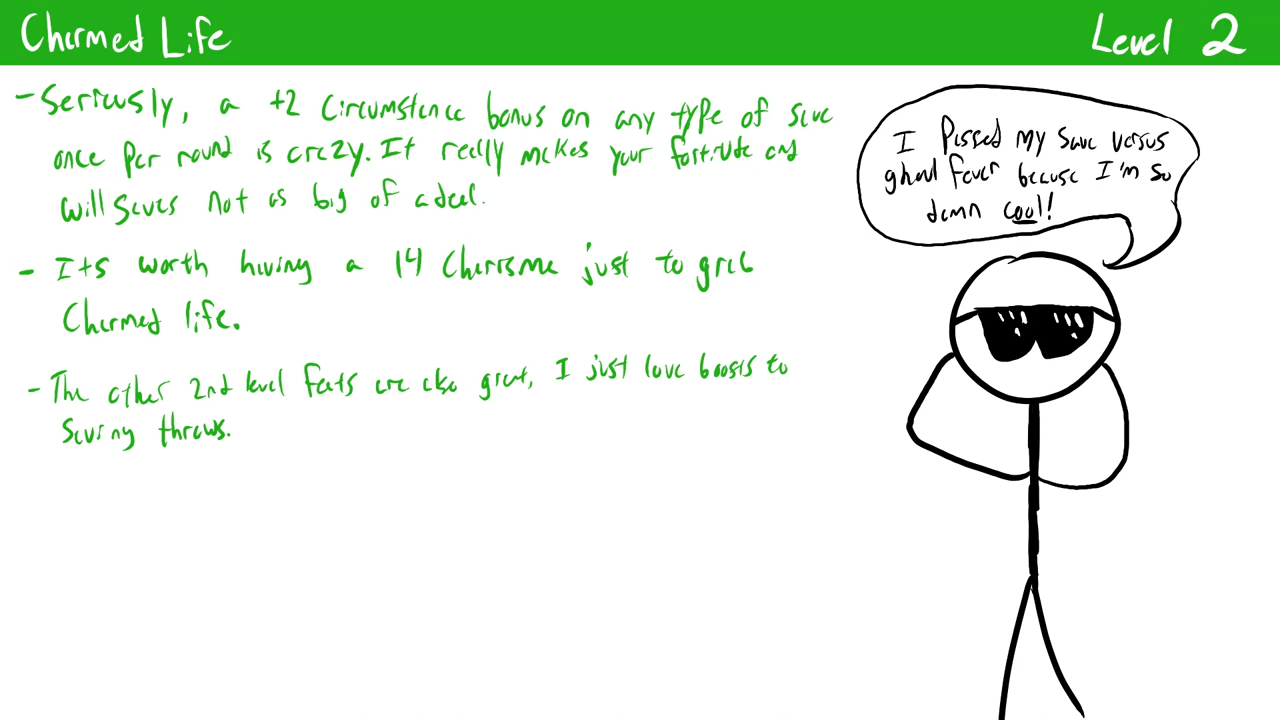 Charmed Life
Level 2
- Seriously, a +2 Circumstance bonus on any type of save
once per round is crazy. It really makes your fortitude and
will saves not as big of a deal.
- Its worth having a 14 Charisma just to grab
Charmed life.
- The other 2nd level feats are also great, I just love boosts to
saving throws.
I passed my save versus
ghoul fever because I'm so
damn cool!